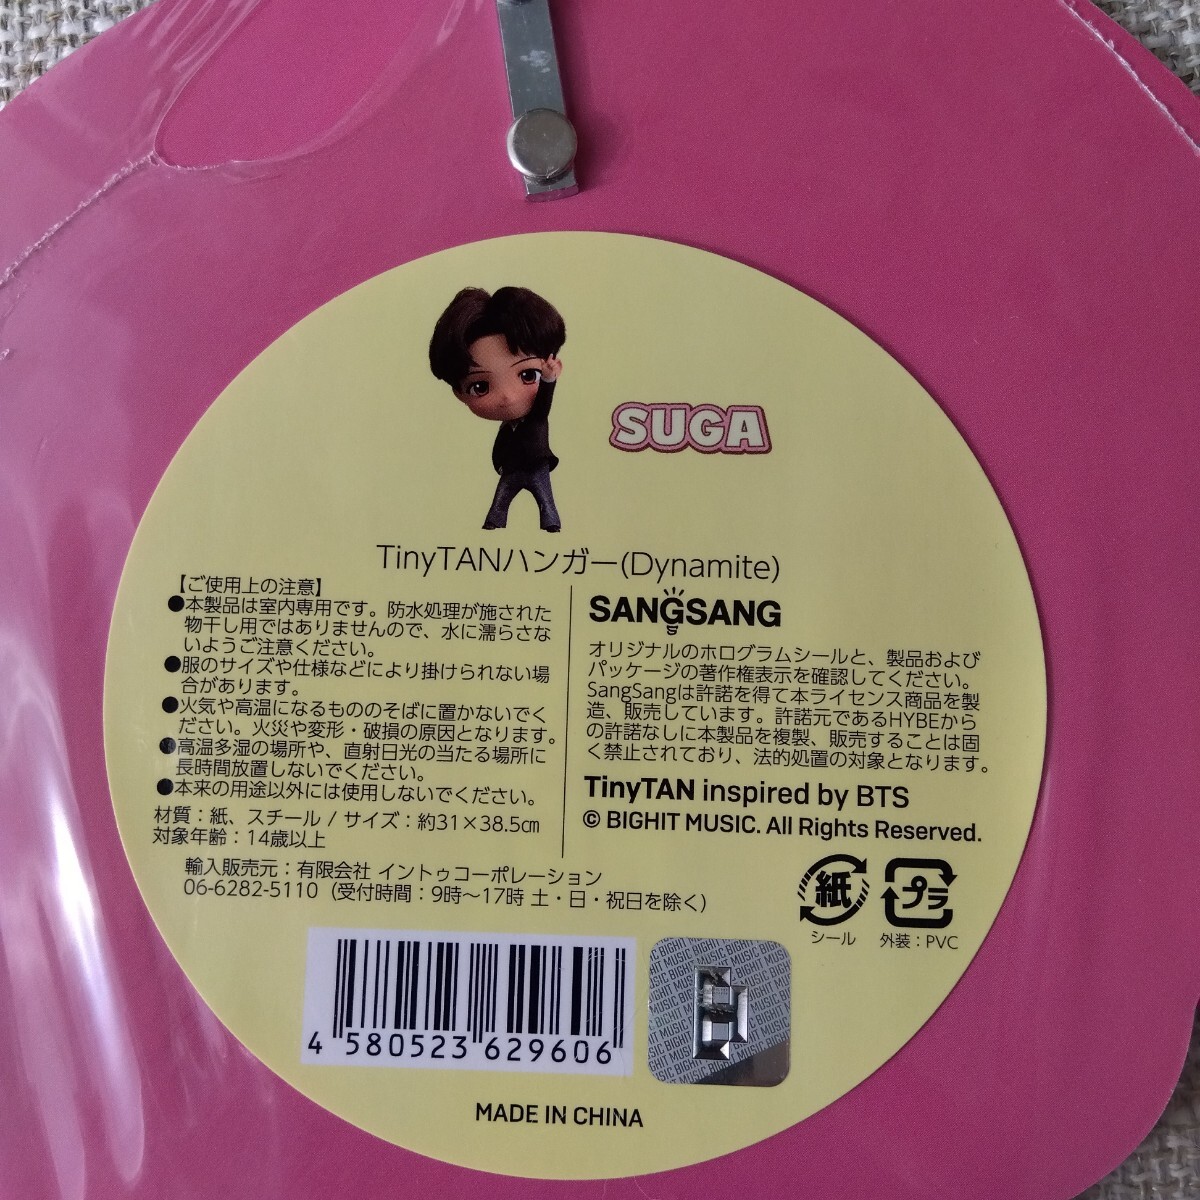 SUGA
TinyTANハンガー(Dynamite)
【ご使用上の注意】
●本製品は室内専用です。防水処理が施された
物干し用ではありませんので、水に濡らさな
いようご注意ください。
●服のサイズや仕様などにより掛けられない場
合があります。
●火気や高温になるもののそばに置かないでく
ださい。火災や変形・破損の原因となります。
●高温多湿の場所や、直射日光の当たる場所に
長時間放置しないでください。
●本来の用途以外には使用しないでください。
材質：紙、スチール / サイズ：約31×38.5㎝
対象年齢：14歳以上
SANGSANG
オリジナルのホログラムシールと、製品および
パッケージの著作権表示を確認してください。
SangSangは許諾を得て本ライセンス商品を製
造、販売しています。許諾元であるHYBEから
の許諾なしに本製品を複製、販売することは固
く禁止されており、法的処置の対象となります。
TinyTAN inspired by BTS
© BIGHIT MUSIC. All Rights Reserved.
輸入販売元：有限会社 イントゥコーポレーション
06-6282-5110（受付時間：9時～17時 土・日・祝日を除く）
紙
シール
プラ
外装：PVC
4 580523 629606
BIGHIT MUSIC
MADE IN CHINA